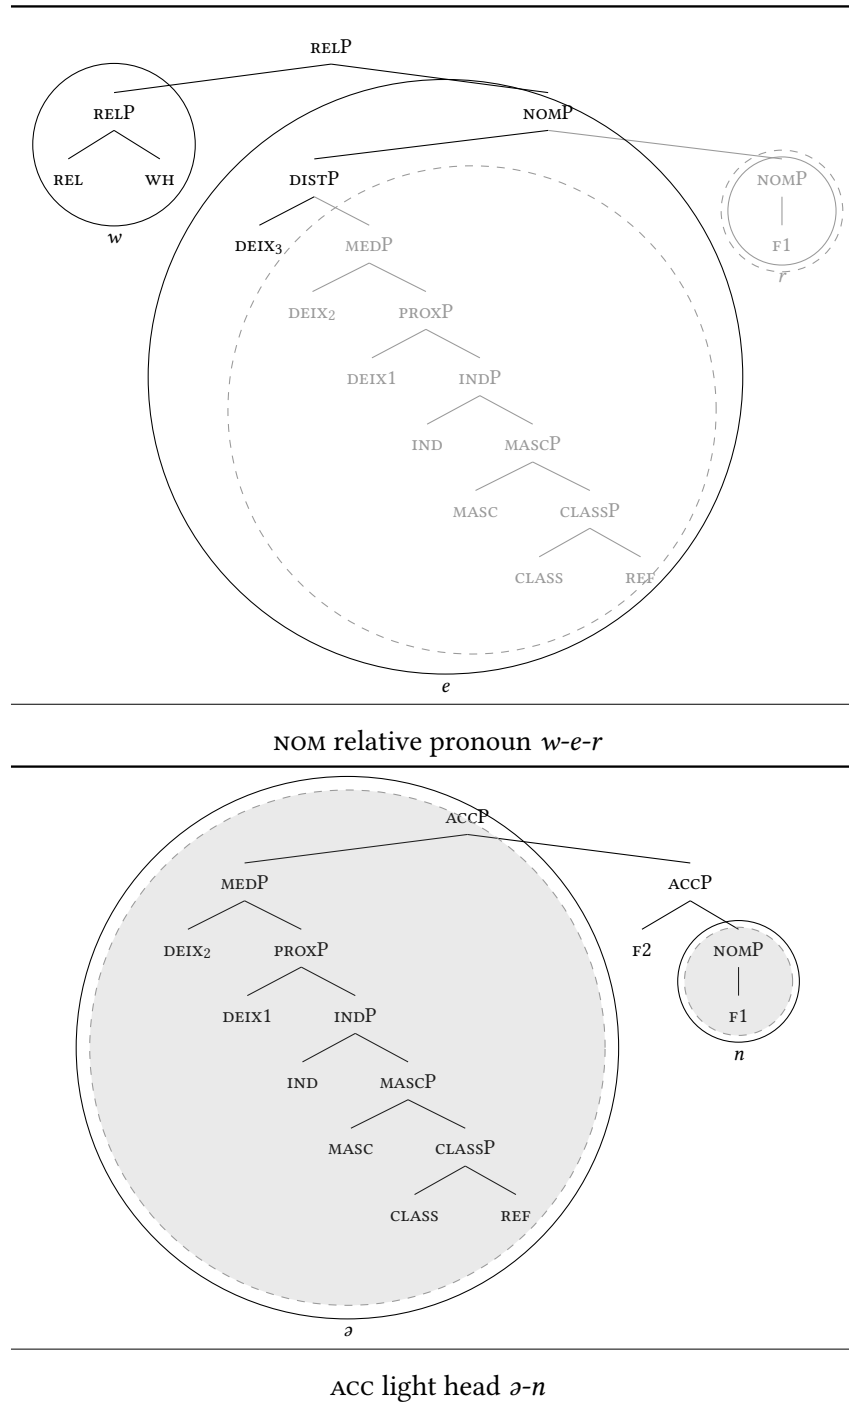 RELP
RELP NOMP
REL WH DISTP NOMP
w DEIX₃ MEDP F1
r
DEIX₂ PROXP
DEIX1 INDP
IND MASCP
MASC CLASSP
CLASS REF
e
NOM relative pronoun w-e-r
ACCP
MEDP ACCP
DEIX₂ PROXP F2 NOMP
DEIX1 INDP F1
IND MASCP n
MASC CLASSP
CLASS REF
ə
ACC light head ə-n